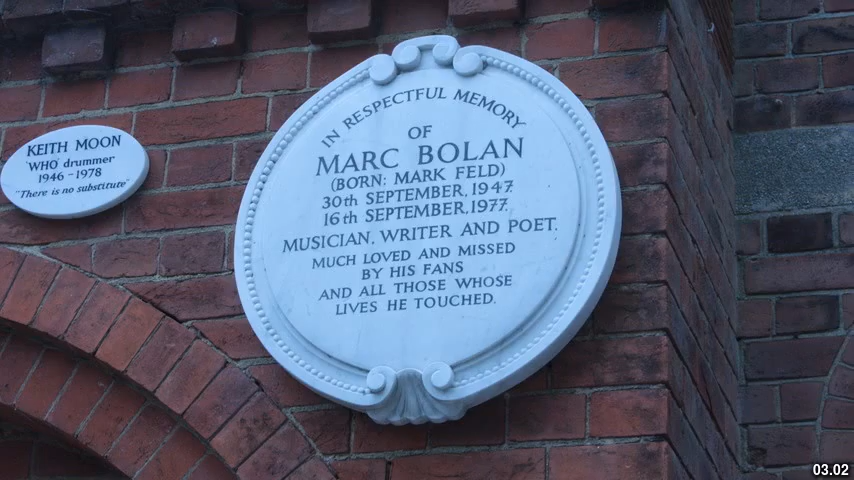 KEITH MOON
'WHO' drummer
1946 - 1978
"There is no substitute"
IN RESPECTFUL MEMORY
OF
MARC BOLAN
(BORN: MARK FELD)
30th SEPTEMBER, 1947
16th SEPTEMBER, 1977.
MUSICIAN, WRITER AND POET.
MUCH LOVED AND MISSED
BY HIS FANS
AND ALL THOSE WHOSE
LIVES HE TOUCHED.
03.02